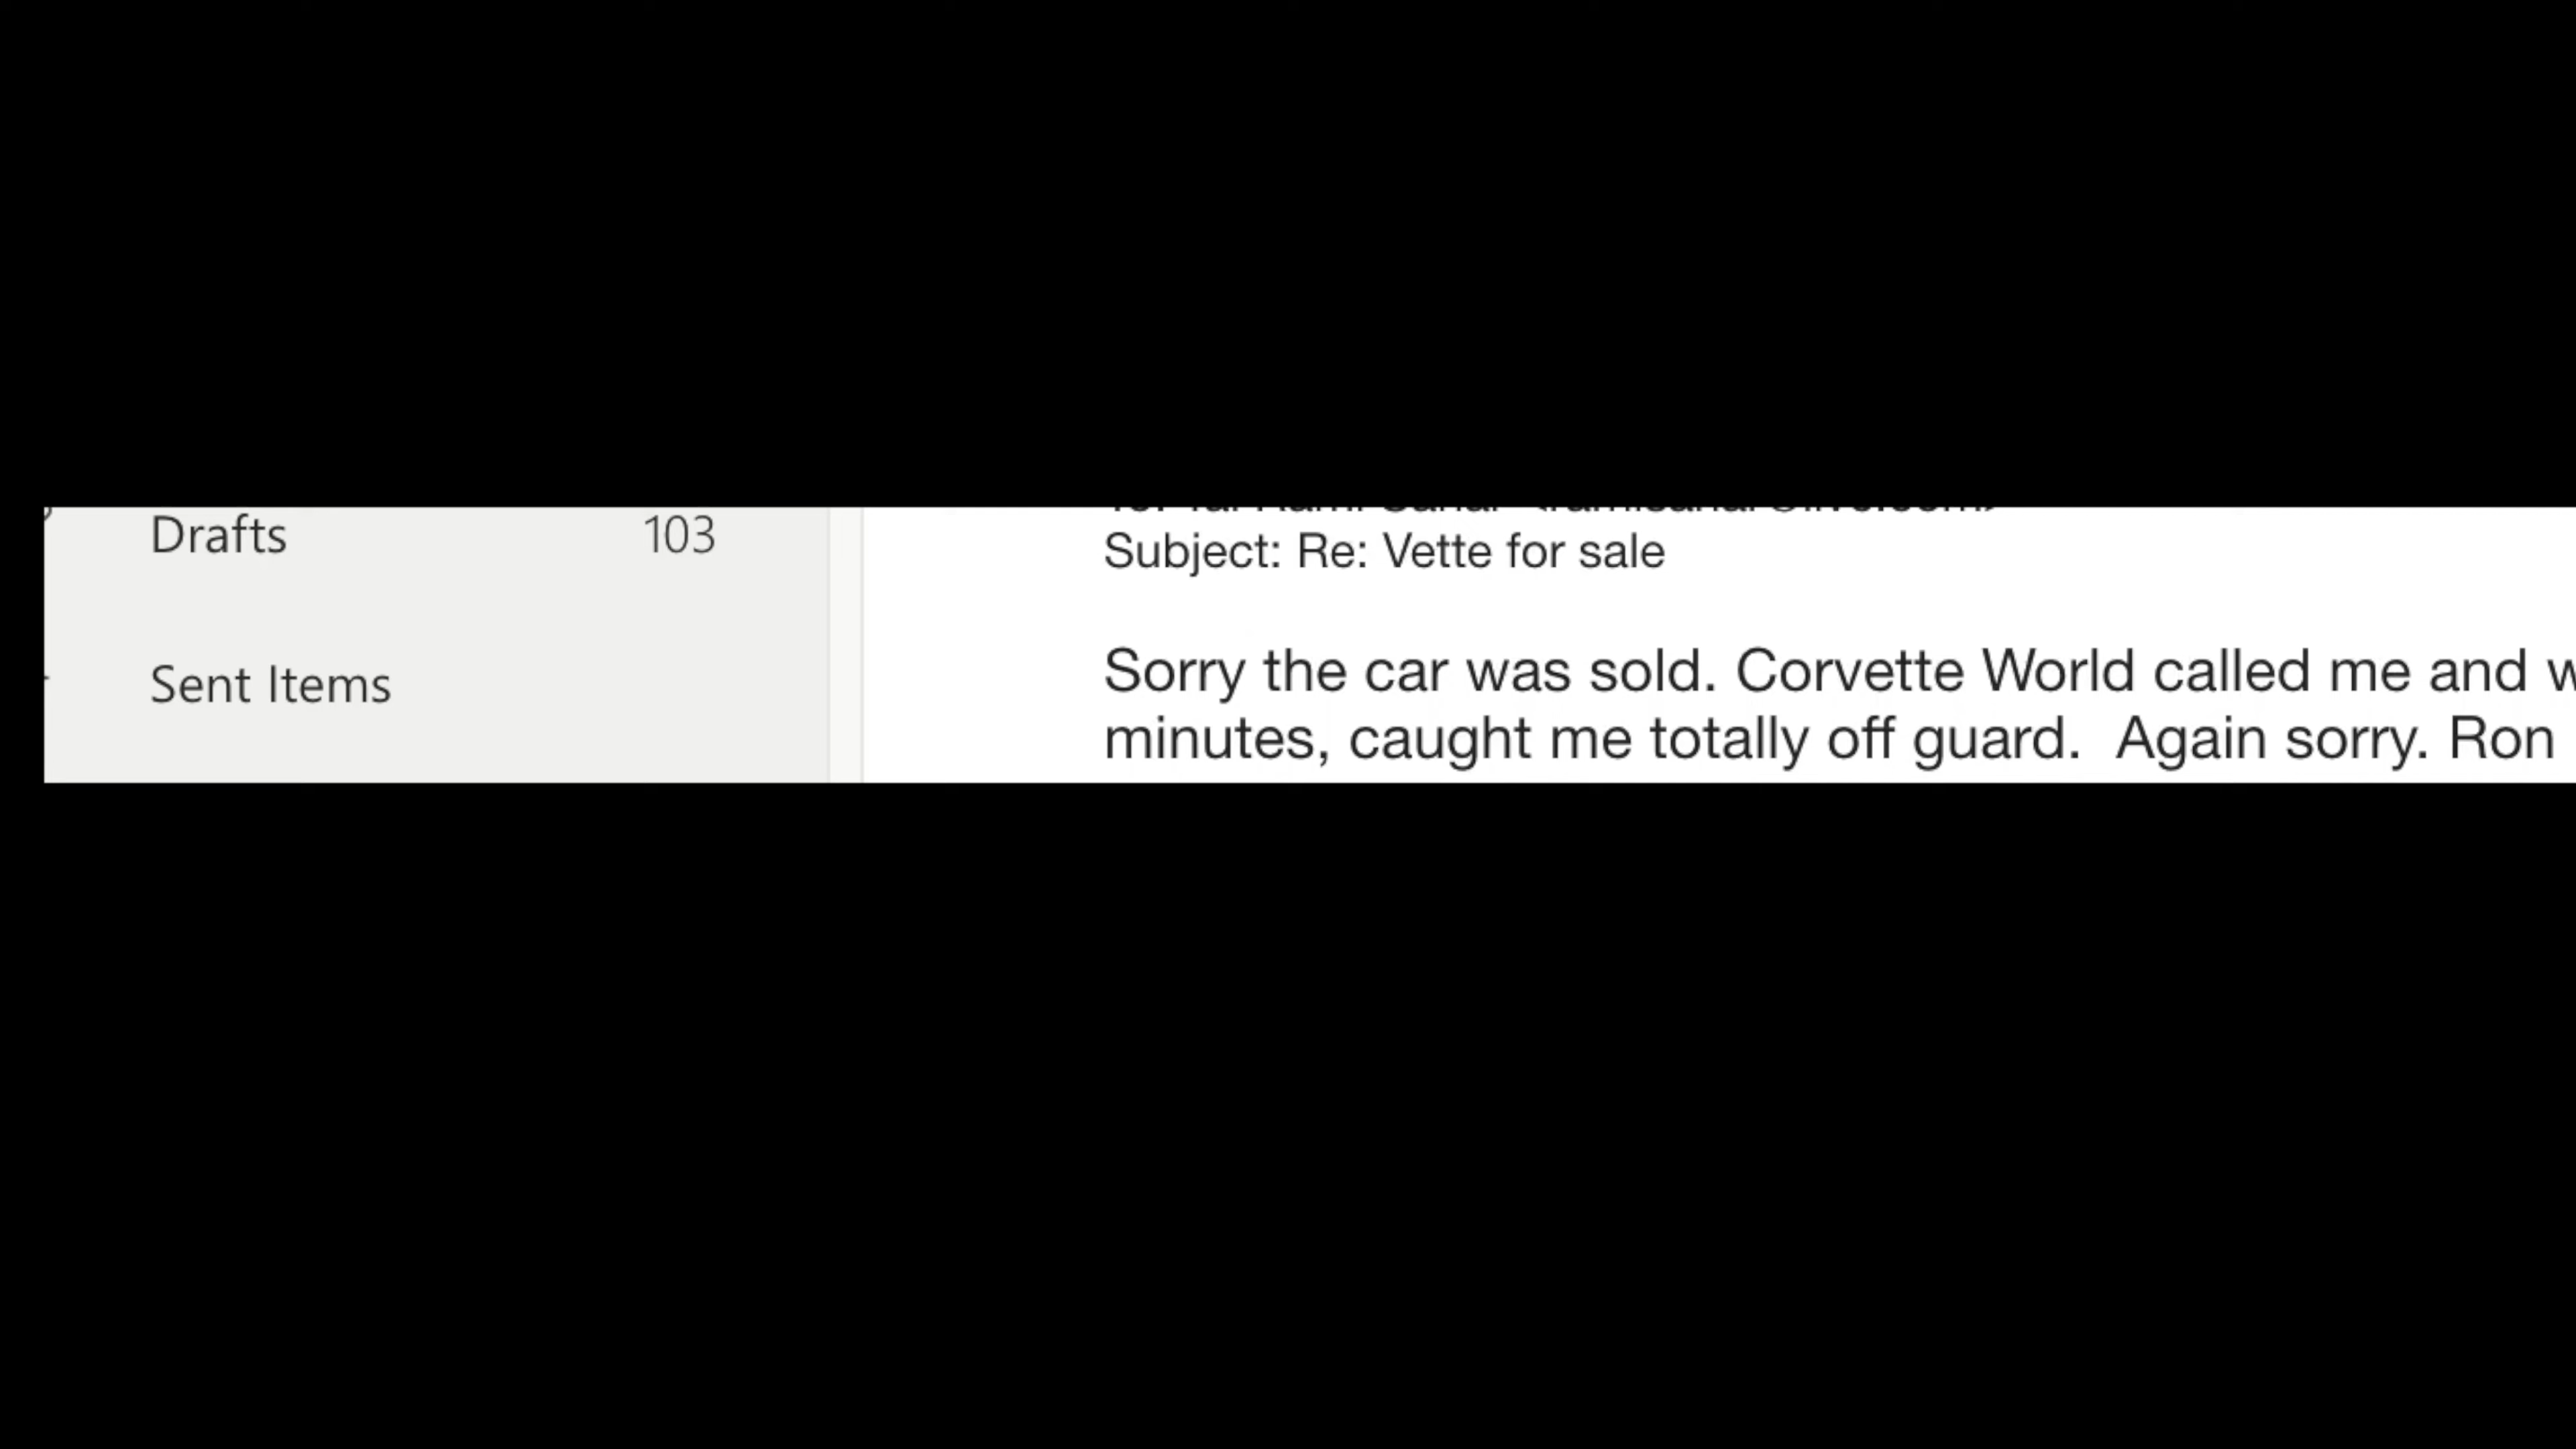 Drafts 103
Sent Items
Subject: Re: Vette for sale
Sorry the car was sold. Corvette World called me and
minutes, caught me totally off guard.  Again sorry. Ron